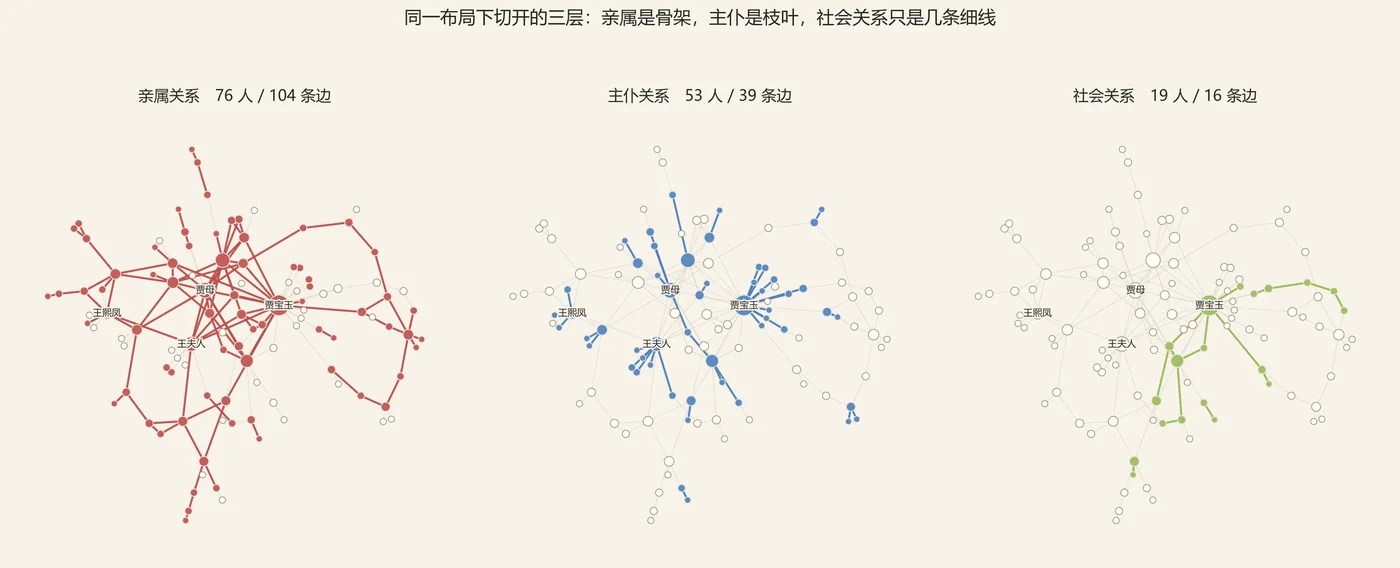 同一布局下切开的三层：亲属是骨架，主仆是枝叶，社会关系只是几条细线
亲属关系 76 人 / 104 条边
主仆关系 53 人 / 39 条边
社会关系 19 人 / 16 条边
贾母
贾宝玉
王熙凤
王夫人
贾母
贾宝玉
王熙凤
王夫人
贾母
贾宝玉
王熙凤
王夫人